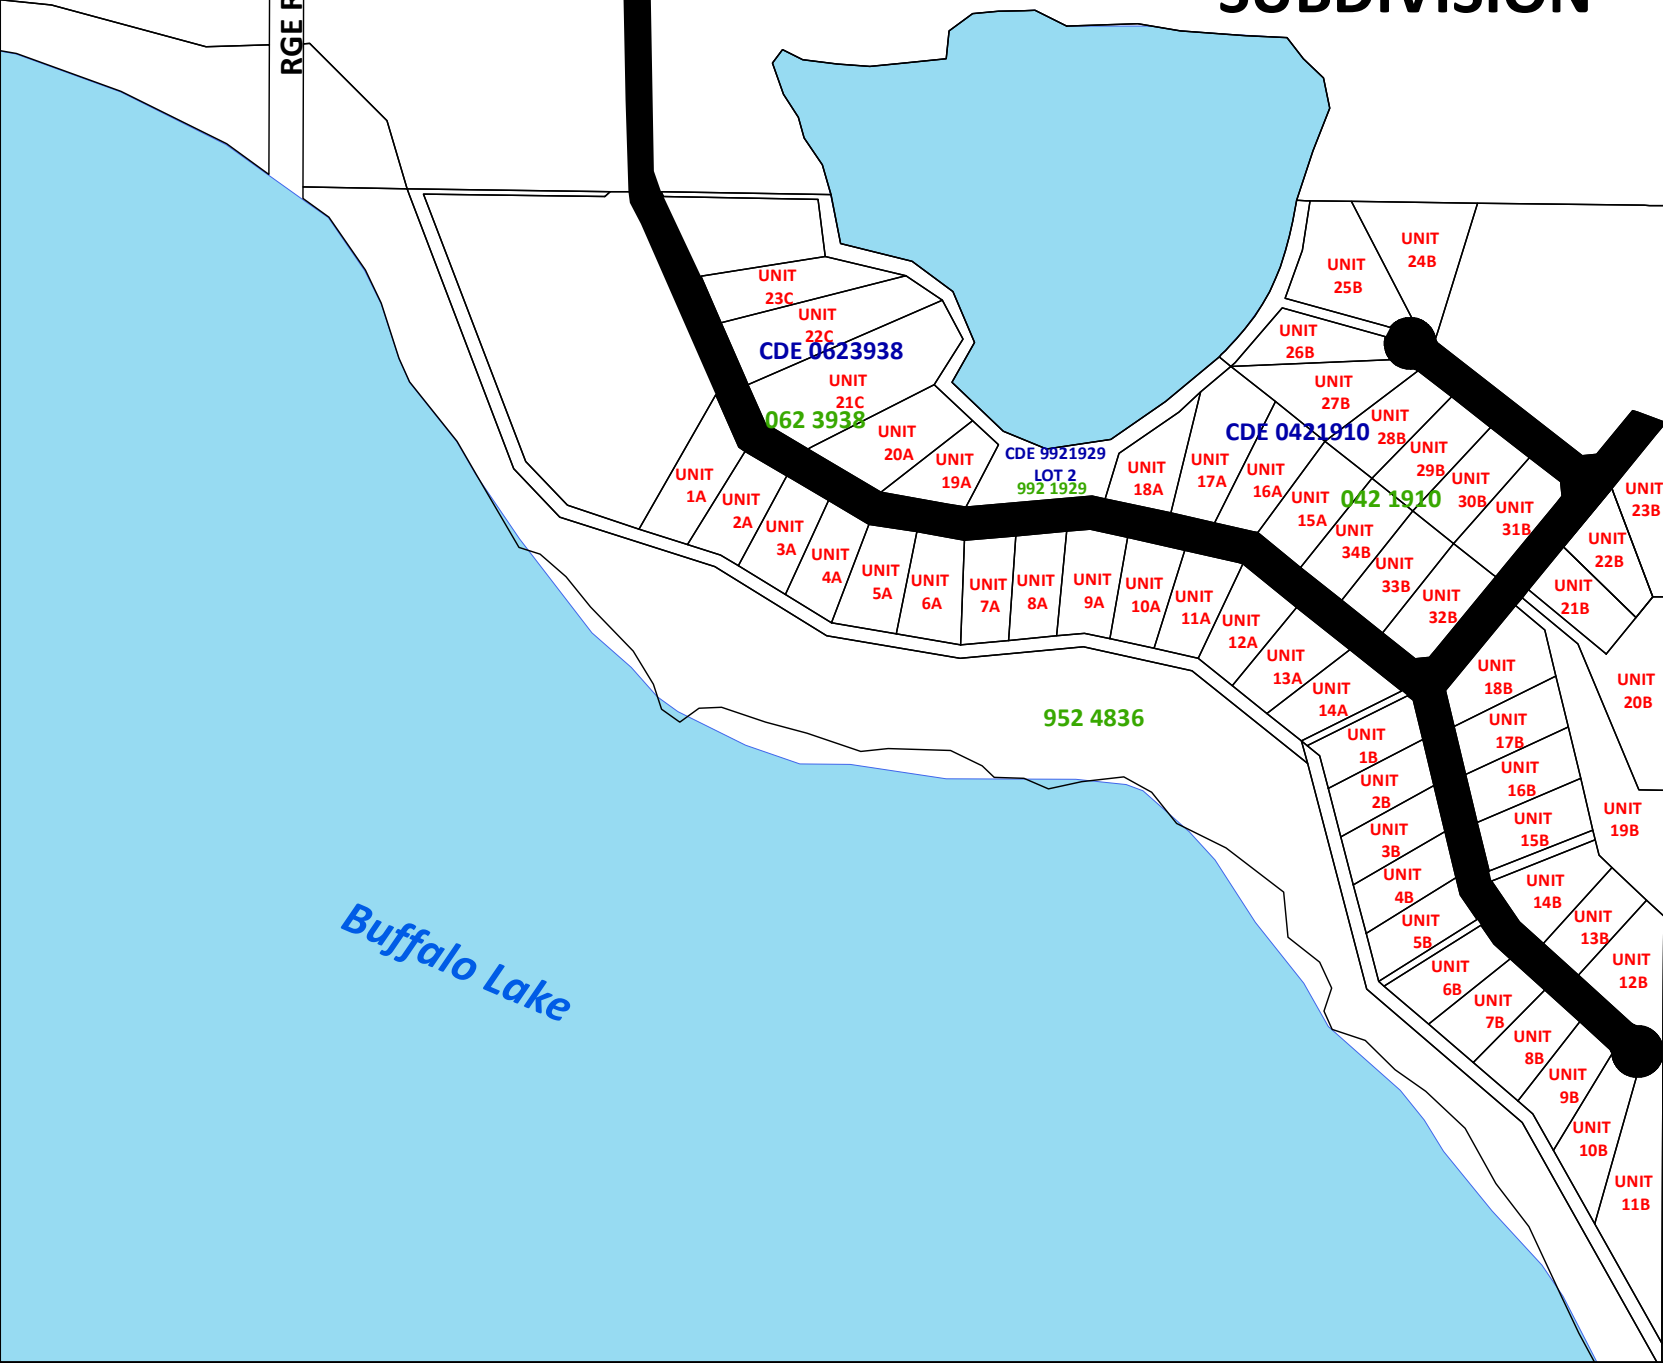 SUBDIVISION
RGE R
UNIT
24B
UNIT
25B
UNIT
23C
UNIT
22C
CDE 0623938
UNIT
26B
UNIT
21C
062 3938
UNIT
27B
UNIT
28B
CDE 0421910
UNIT
20A
UNIT
19A
CDE 9921929
LOT 2
992 1929
UNIT
18A
UNIT
17A
UNIT
16A
UNIT
15A
042 1910
UNIT
29B
UNIT
30B
UNIT
31B
UNIT
23B
UNIT
22B
UNIT
21B
UNIT
1A
UNIT
2A
UNIT
3A
UNIT
4A
UNIT
5A
UNIT
6A
UNIT
7A
UNIT
8A
UNIT
9A
UNIT
10A
UNIT
11A
UNIT
12A
UNIT
13A
UNIT
14A
UNIT
34B
UNIT
33B
UNIT
32B
UNIT
18B
UNIT
20B
952 4836
UNIT
1B
UNIT
17B
UNIT
2B
UNIT
16B
UNIT
3B
UNIT
15B
UNIT
19B
UNIT
4B
UNIT
14B
UNIT
5B
UNIT
13B
UNIT
6B
UNIT
12B
UNIT
7B
UNIT
8B
UNIT
9B
UNIT
10B
UNIT
11B
Buffalo Lake